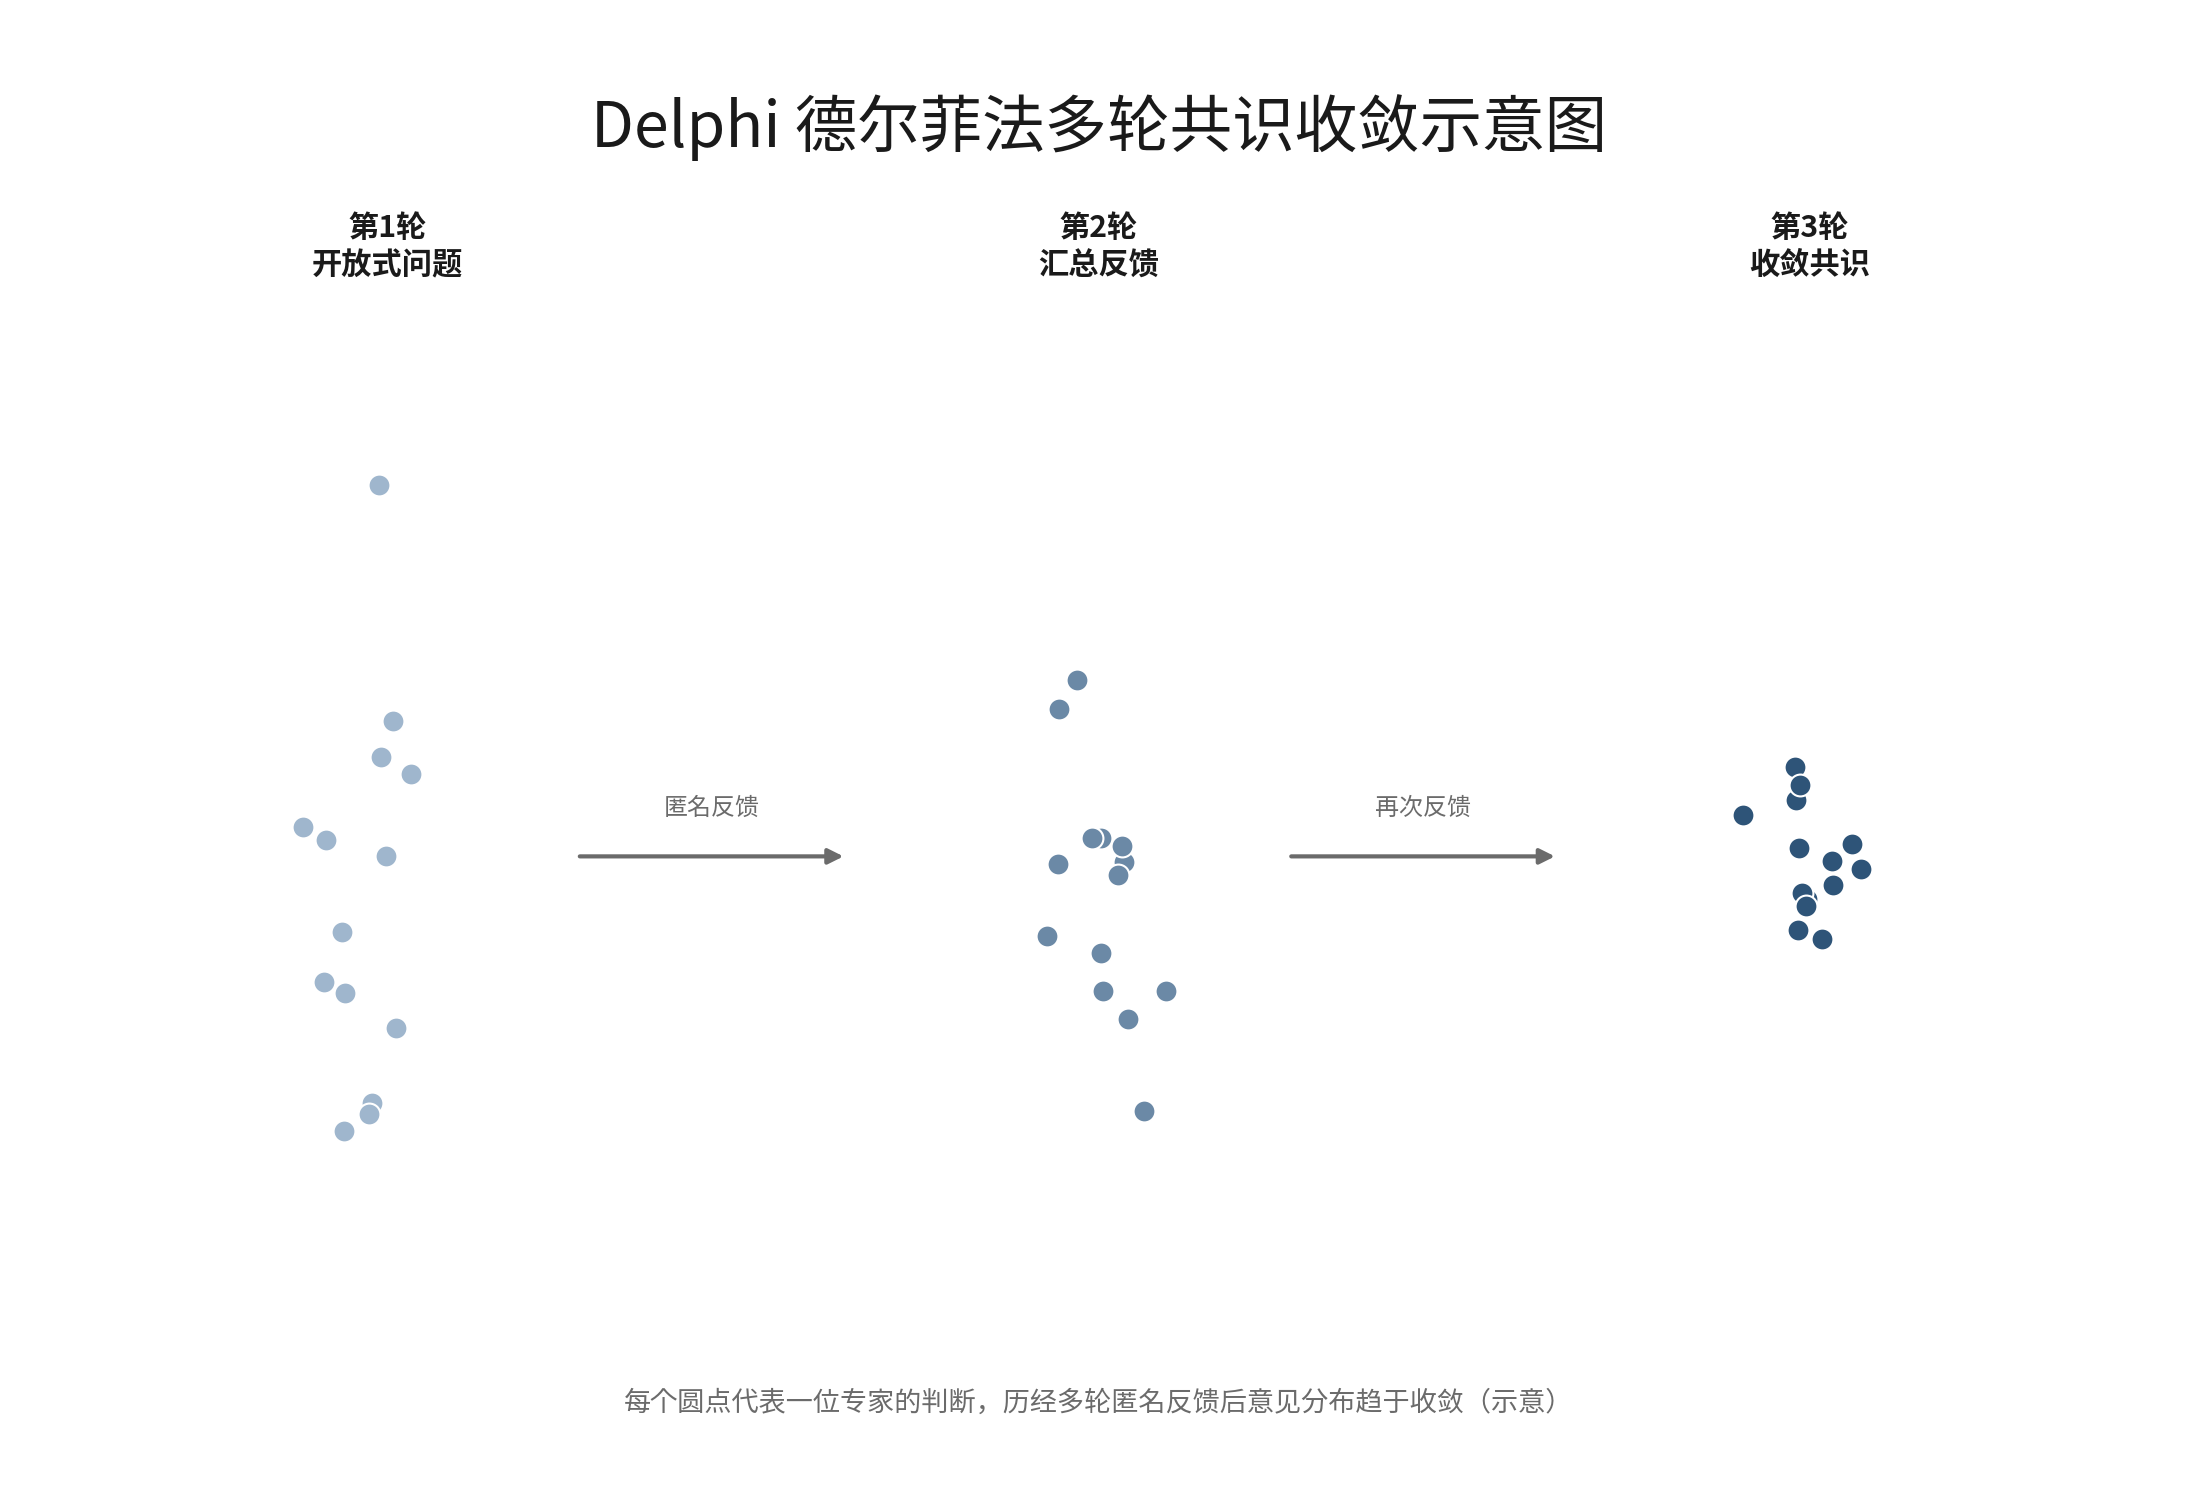 Delphi 德尔菲法多轮共识收敛示意图
第1轮
开放式问题
第2轮
汇总反馈
第3轮
收敛共识
匿名反馈
再次反馈
每个圆点代表一位专家的判断，历经多轮匿名反馈后意见分布趋于收敛（示意）